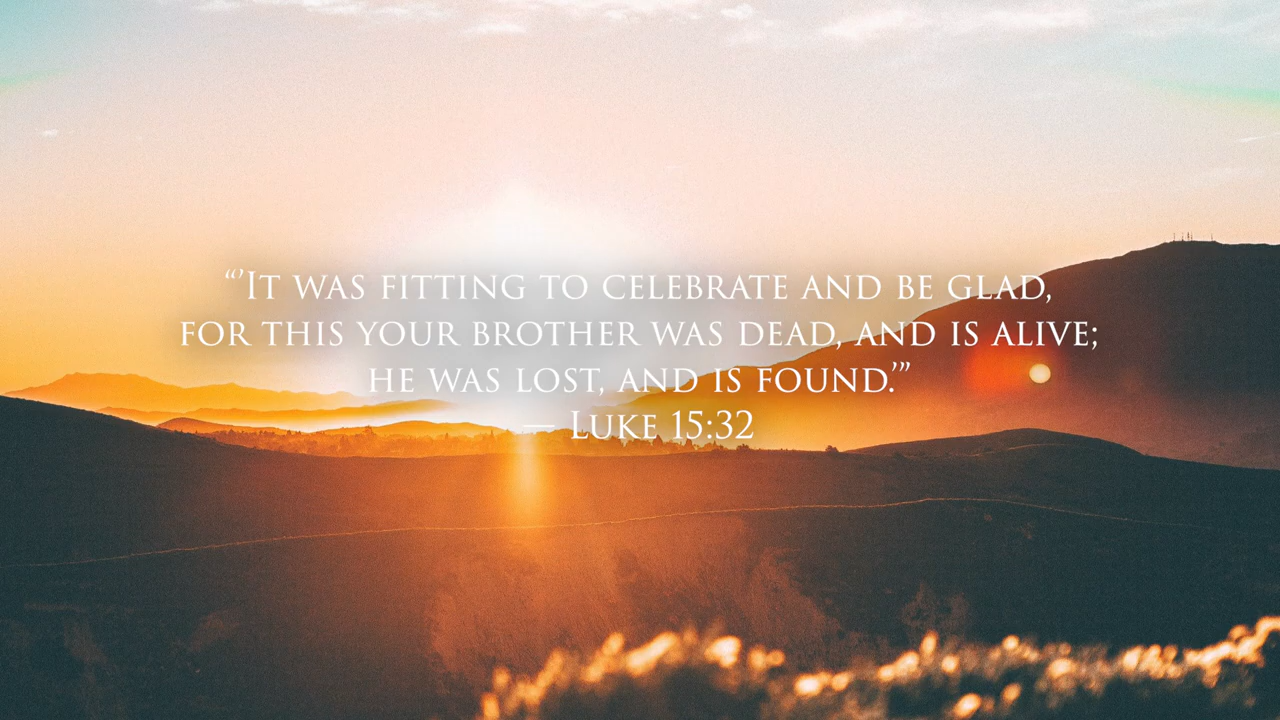 “‘It was fitting to celebrate and be glad,
for this your brother was dead, and is alive;
he was lost, and is found.’”
— Luke 15:32